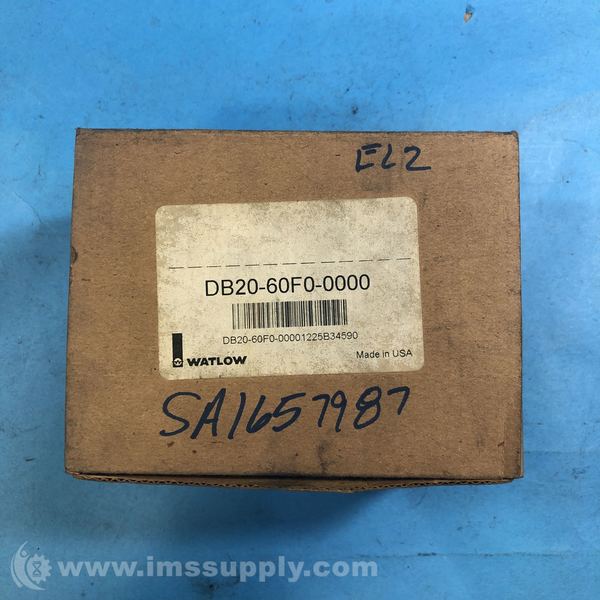 EL2
DB20-60F0-0000
DB20-60F0-00001225B34590
WATLOW
Made in USA
SA1657987
www.imssupply.com